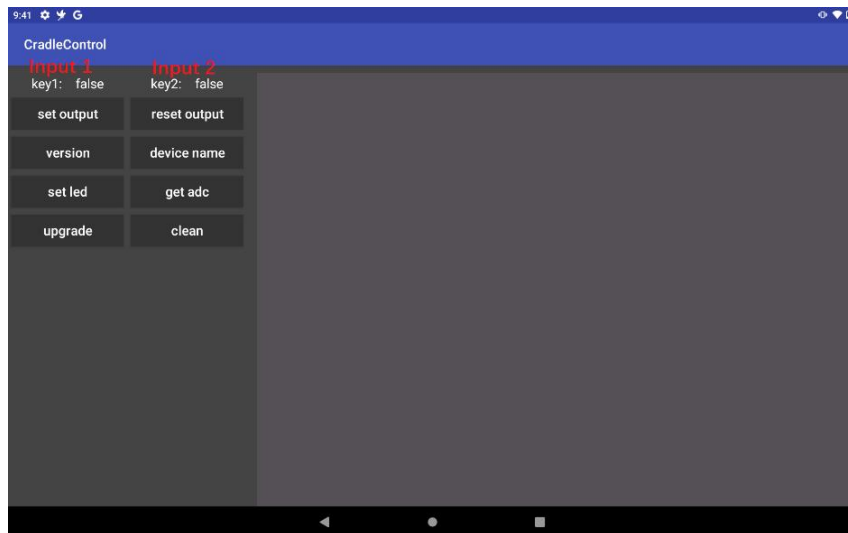 9:41 G
CradleControl
Input 1 Input 2
key1: false key2: false
set output reset output
version device name
set led get adc
upgrade clean